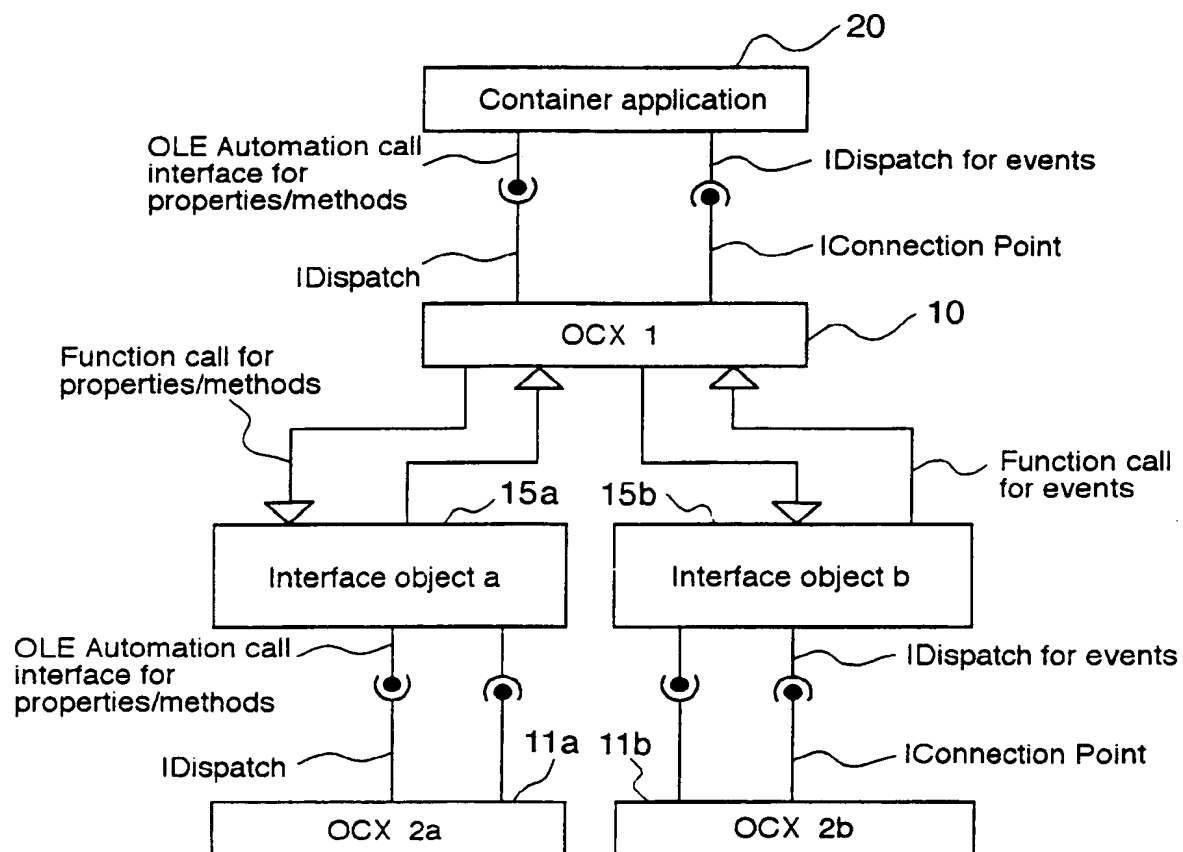 20
Container application
OLE Automation call
interface for
properties/methods
IDispatch for events
IDispatch
IConnection Point
OCX 1
10
Function call for
properties/methods
Function call
for events
15a
15b
Interface object a
Interface object b
OLE Automation call
interface for
properties/methods
IDispatch for events
IDispatch
IConnection Point
11a
11b
OCX 2a
OCX 2b